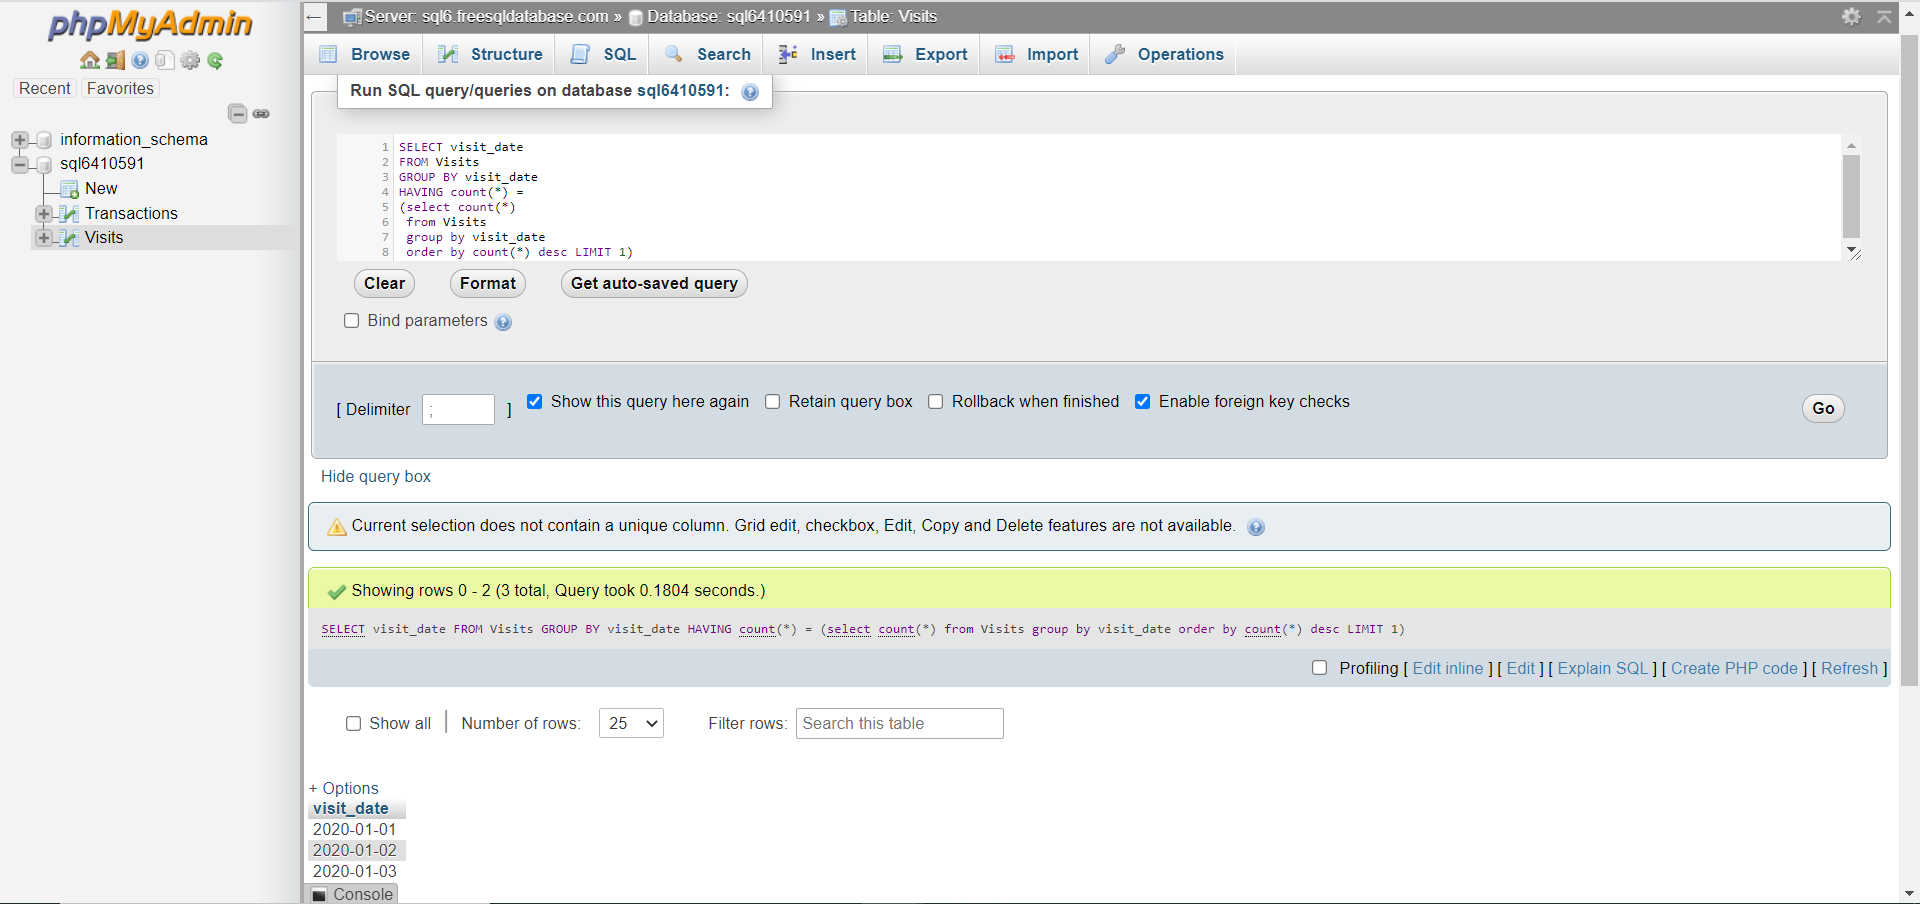 phpMyAdmin
Recent Favorites
information_schema
sql6410591
New
Transactions
Visits
Server: sql6.freesqldatabase.com » Database: sql6410591 » Table: Visits
Browse Structure SQL Search Insert Export Import Operations
Run SQL query/queries on database sql6410591:
1 SELECT visit_date
2 FROM Visits
3 GROUP BY visit_date
4 HAVING count(*) =
5 (select count(*)
6 from Visits
7 group by visit_date
8 order by count(*) desc LIMIT 1)
Clear Format Get auto-saved query
Bind parameters
[ Delimiter ; ] Show this query here again Retain query box Rollback when finished Enable foreign key checks Go
Hide query box
Current selection does not contain a unique column. Grid edit, checkbox, Edit, Copy and Delete features are not available.
Showing rows 0 - 2 (3 total, Query took 0.1804 seconds.)
SELECT visit_date FROM Visits GROUP BY visit_date HAVING count(*) = (select count(*) from Visits group by visit_date order by count(*) desc LIMIT 1)
Profiling [ Edit inline ] [ Edit ] [ Explain SQL ] [ Create PHP code ] [ Refresh ]
Show all | Number of rows: 25 Filter rows: Search this table
+ Options
visit_date
2020-01-01
2020-01-02
2020-01-03
Console